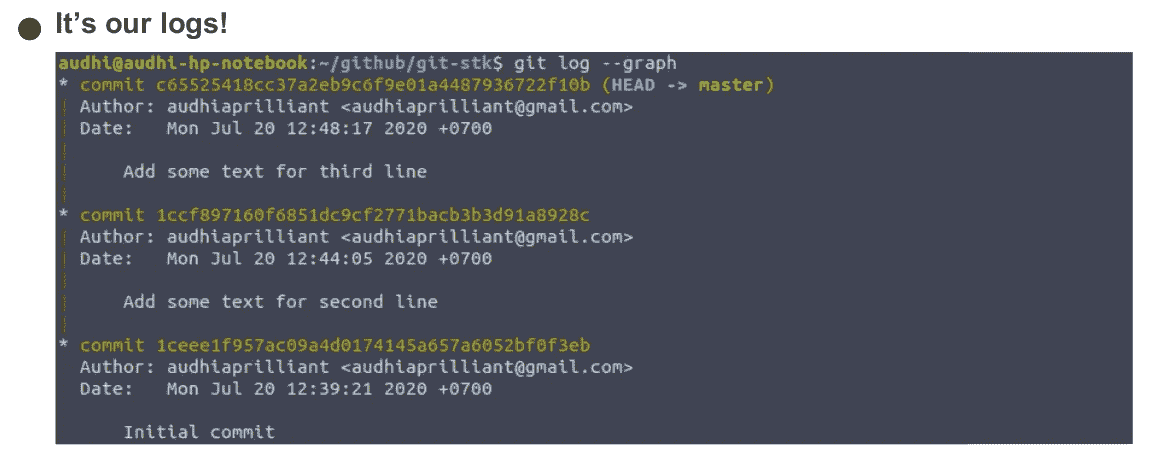 It's our logs!
audhi@audhi-hp-notebook:~/github/git-stk$ git log --graph
* commit c65525418cc37a2eb9c6f9e01a4487936722f10b (HEAD -> master)
| Author: audhiaprilliant <audhiaprilliant@gmail.com>
| Date:   Mon Jul 20 12:48:17 2020 +0700
|
|     Add some text for third line
|
* commit 1ccf897160f6851dc9cf2771bacb3b3d91a8928c
| Author: audhiaprilliant <audhiaprilliant@gmail.com>
| Date:   Mon Jul 20 12:44:05 2020 +0700
|
|     Add some text for second line
|
* commit 1ceee1f957ac09a4d0174145a657a6052bf0f3eb
  Author: audhiaprilliant <audhiaprilliant@gmail.com>
  Date:   Mon Jul 20 12:39:21 2020 +0700

      Initial commit